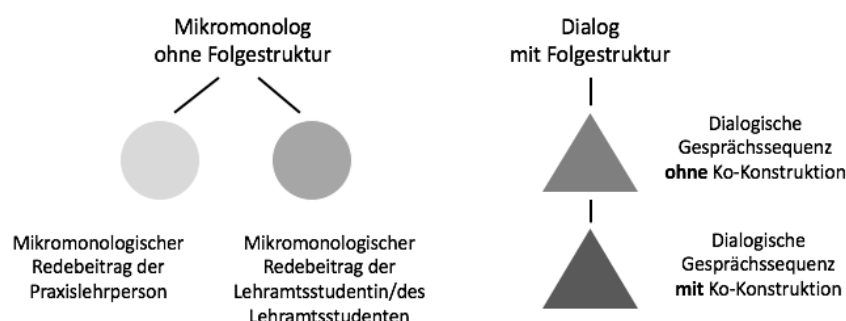 Mikromonolog
ohne Folgestruktur
Dialog
mit Folgestruktur
Mikromonologischer
Redebeitrag der
Praxislehrperson
Mikromonologischer
Redebeitrag der
Lehramtsstudentin/des
Lehramtsstudenten
Dialogische
Gesprächssequenz
ohne Ko-Konstruktion
Dialogische
Gesprächssequenz
mit Ko-Konstruktion